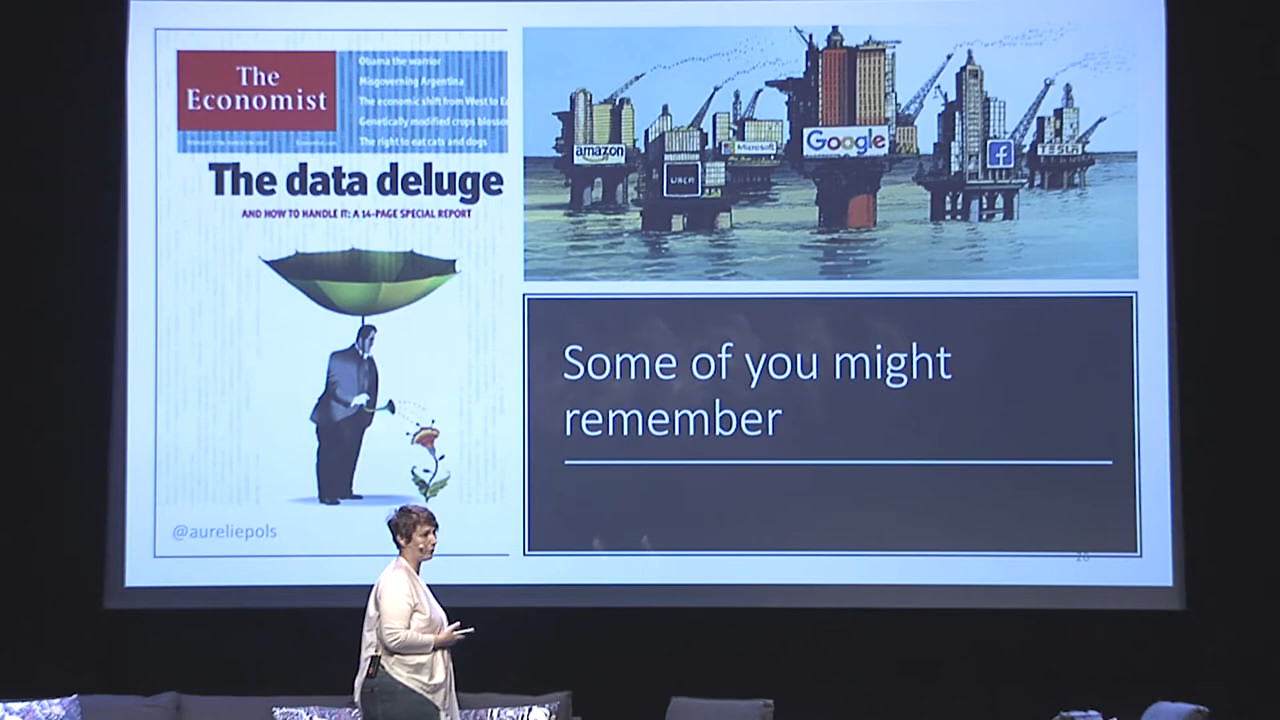 The
Economist
Obama the warrior
Misgoverning Argentina
The economic shift from West to Ea
Genetically modified crops blossom
The right to eat cats and dogs
The data deluge
AND HOW TO HANDLE IT: A 14-PAGE SPECIAL REPORT
@aureliepols
amazon
UBER
Microsoft
Google
f
TESLA
Some of you might
remember
26